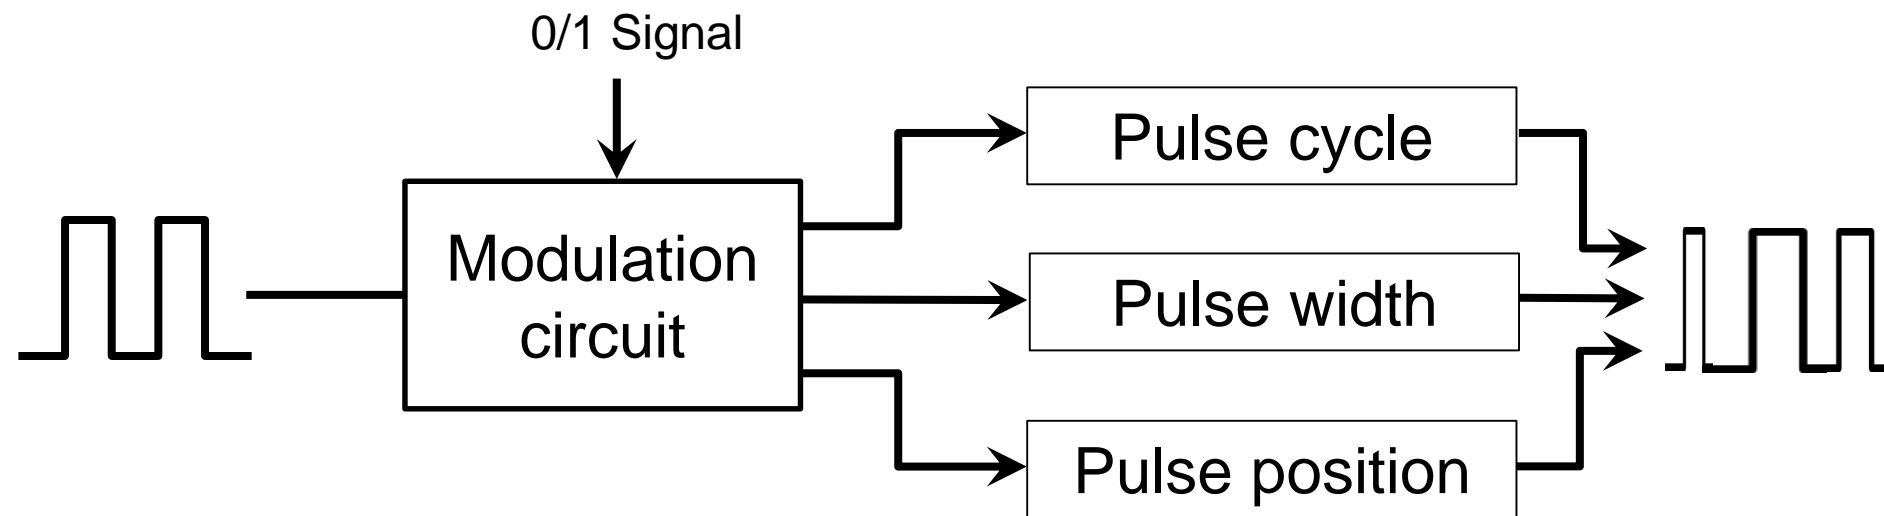 0/1 Signal
Modulation
circuit
Pulse cycle
Pulse width
Pulse position